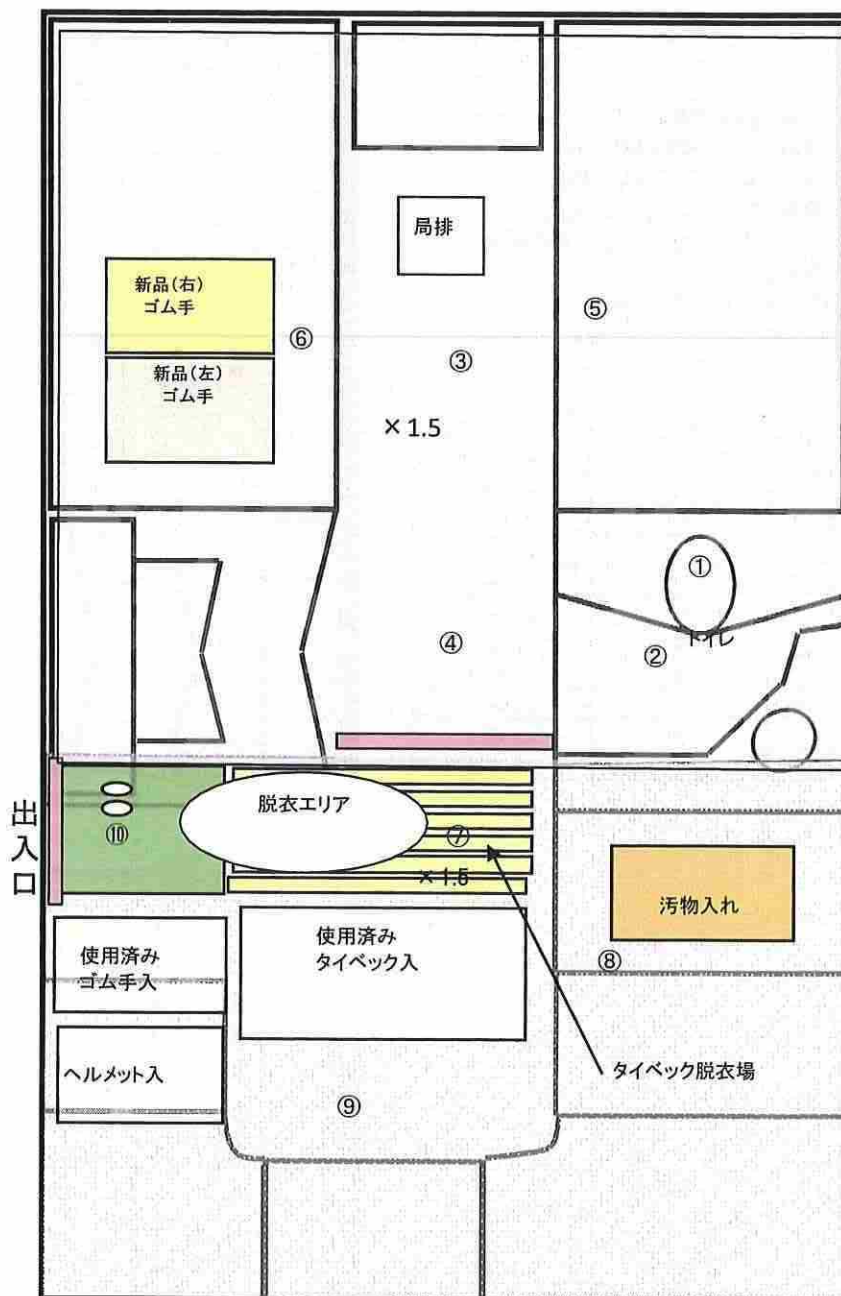 局排
新品(右)
ゴム手
⑥
⑤
新品(左)
ゴム手
③
×1.5
①
④
②
トイレ
出入口
脱衣エリア
⑩
⑦
×1.5
汚物入れ
使用済み
ゴム手入
使用済み
タイベック入
⑧
ヘルメット入
タイベック脱衣場
⑨